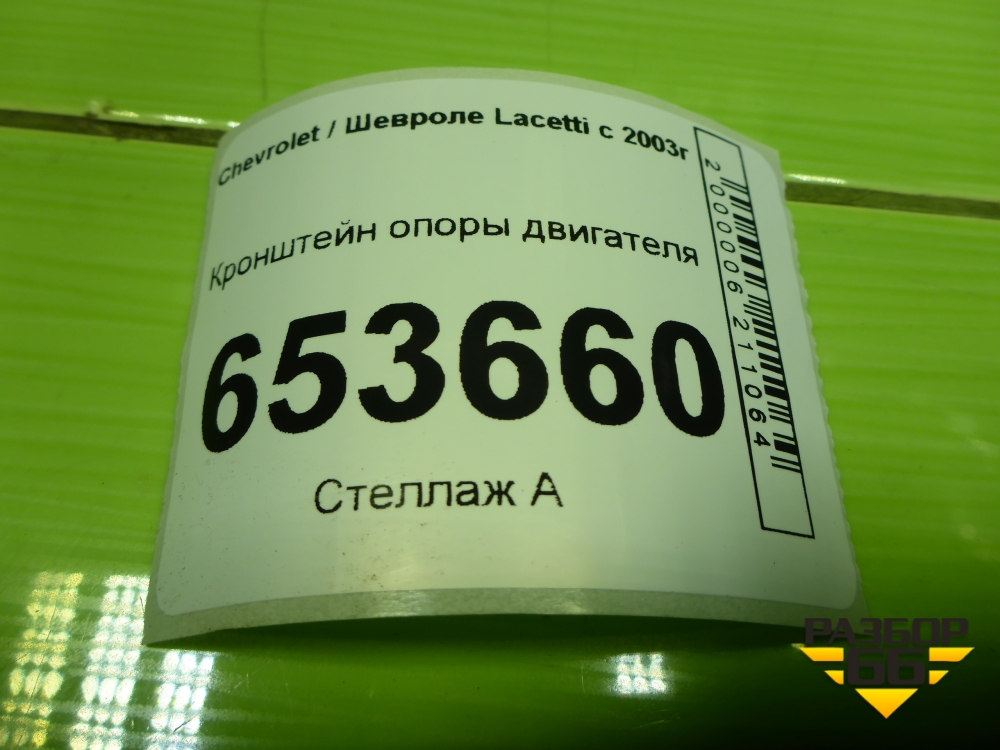 Chevrolet / Шевроле Lacetti с 2003г
Кронштейн опоры двигателя
653660
Стеллаж А
2000006211064
РАЗБОР
66